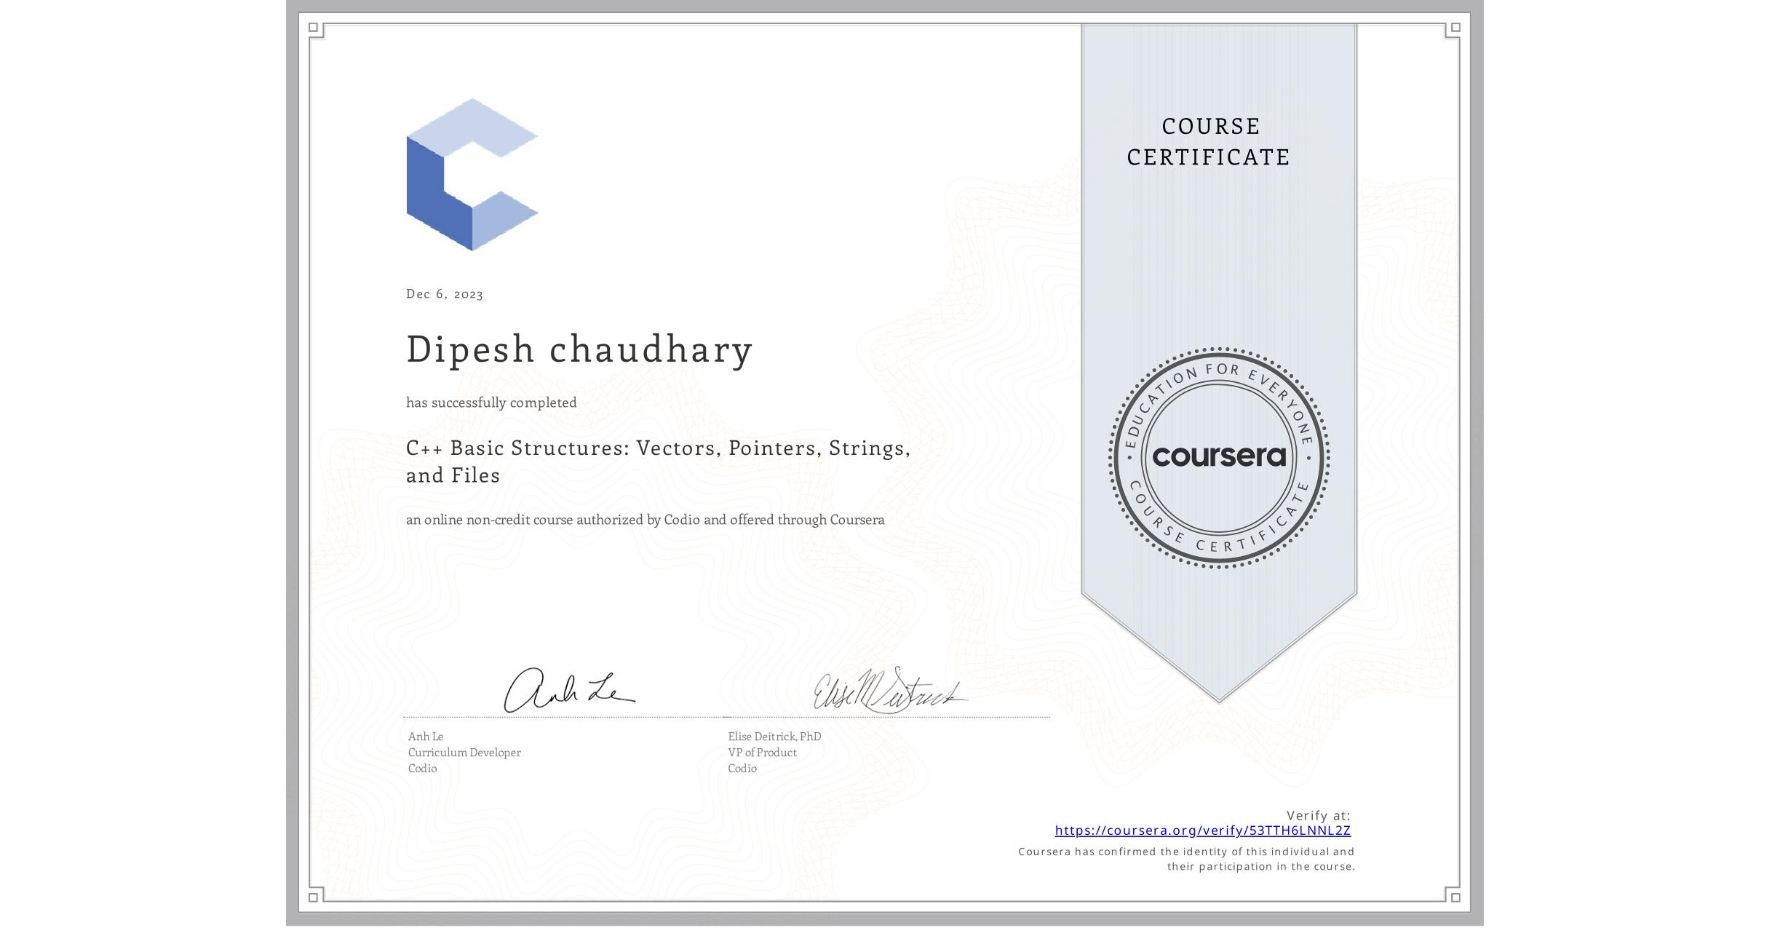 COURSE
CERTIFICATE
Dec 6, 2023
Dipesh chaudhary
has successfully completed
C++ Basic Structures: Vectors, Pointers, Strings,
and Files
an online non-credit course authorized by Codio and offered through Coursera
EDUCATION FOR EVERYONE
coursera
COURSE CERTIFICATE
Anh Le
Elise M Deitrick
Anh Le
Curriculum Developer
Codio
Elise Deitrick, PhD
VP of Product
Codio
Verify at:
https://coursera.org/verify/53TTH6LNNL2Z
Coursera has confirmed the identity of this individual and
their participation in the course.